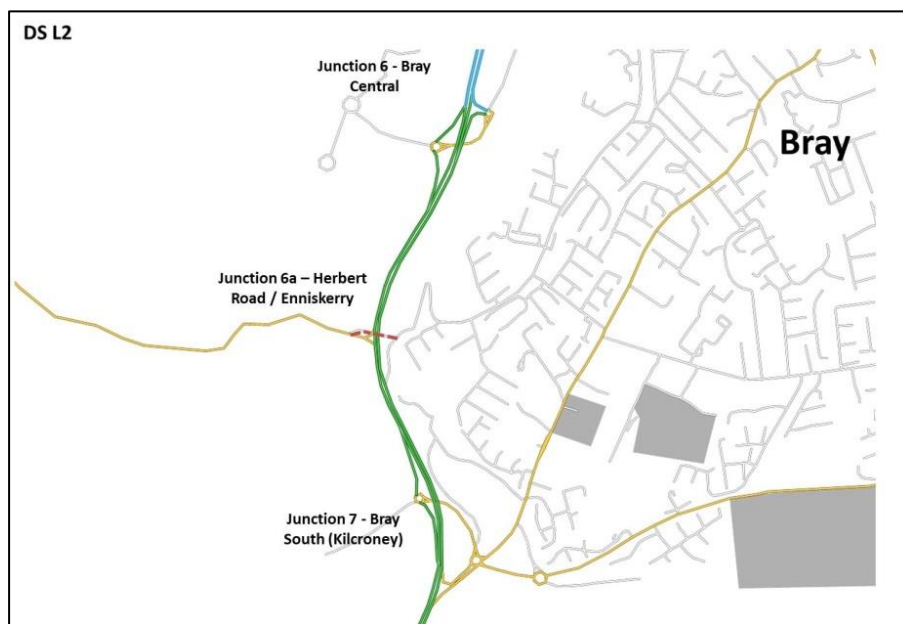 DS L2
Junction 6 - Bray
Central
Bray
Junction 6a – Herbert
Road / Enniskerry
Junction 7 - Bray
South (Kilcroney)